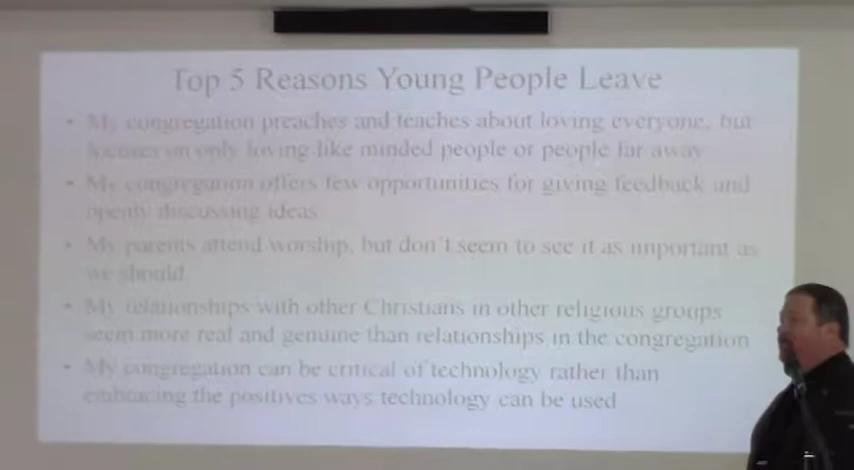 Top 5 Reasons Young People Leave
• My congregation preaches and teaches about loving everyone, but
focuses on only loving like minded people or people far away
• My congregation offers few opportunities for giving feedback and
openly discussing ideas
• My parents attend worship, but don't seem to see it as important as
we should
• My relationships with other Christians in other religious groups
seem more real and genuine than relationships in the congregation
• My congregation can be critical of technology rather than
embracing the positives ways technology can be used